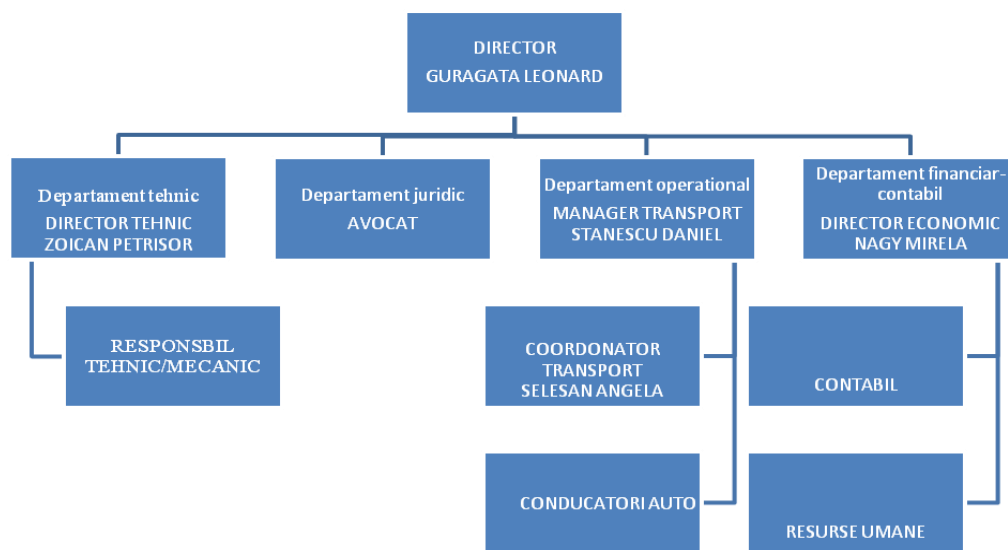 DIRECTOR
GURAGATA LEONARD
Departament tehnic
DIRECTOR TEHNIC
ZOICAN PETRISOR
Departament juridic
AVOCAT
Departament operational
MANAGER TRANSPORT
STANESCU DANIEL
Departament financiar-
contabil
DIRECTOR ECONOMIC
NAGY MIRELA
RESPONSBIL
TEHNIC/MECANIC
COORDONATOR
TRANSPORT
SELESAN ANGELA
CONTABIL
CONDUCATORI AUTO
RESURSE UMANE